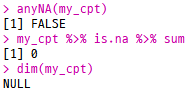 > anyNA(my_cpt)
[1] FALSE
> my_cpt %>% is.na %>% sum
[1] 0
> dim(my_cpt)
NULL